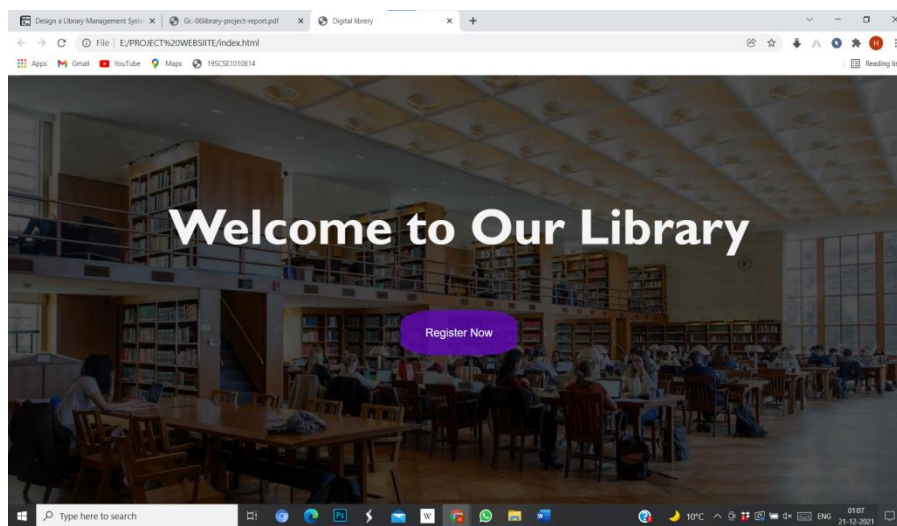 Design a Library Management Syste
Gr.-06library-project-report.pdf
Digital librery
File
E:/PROJECT%20WEBSIITE/index.html
Apps
Gmail
YouTube
Maps
19SCSE1010814
Reading lis
Welcome to Our Library
Register Now
Type here to search
10°C
ENG
01:07
21-12-2021